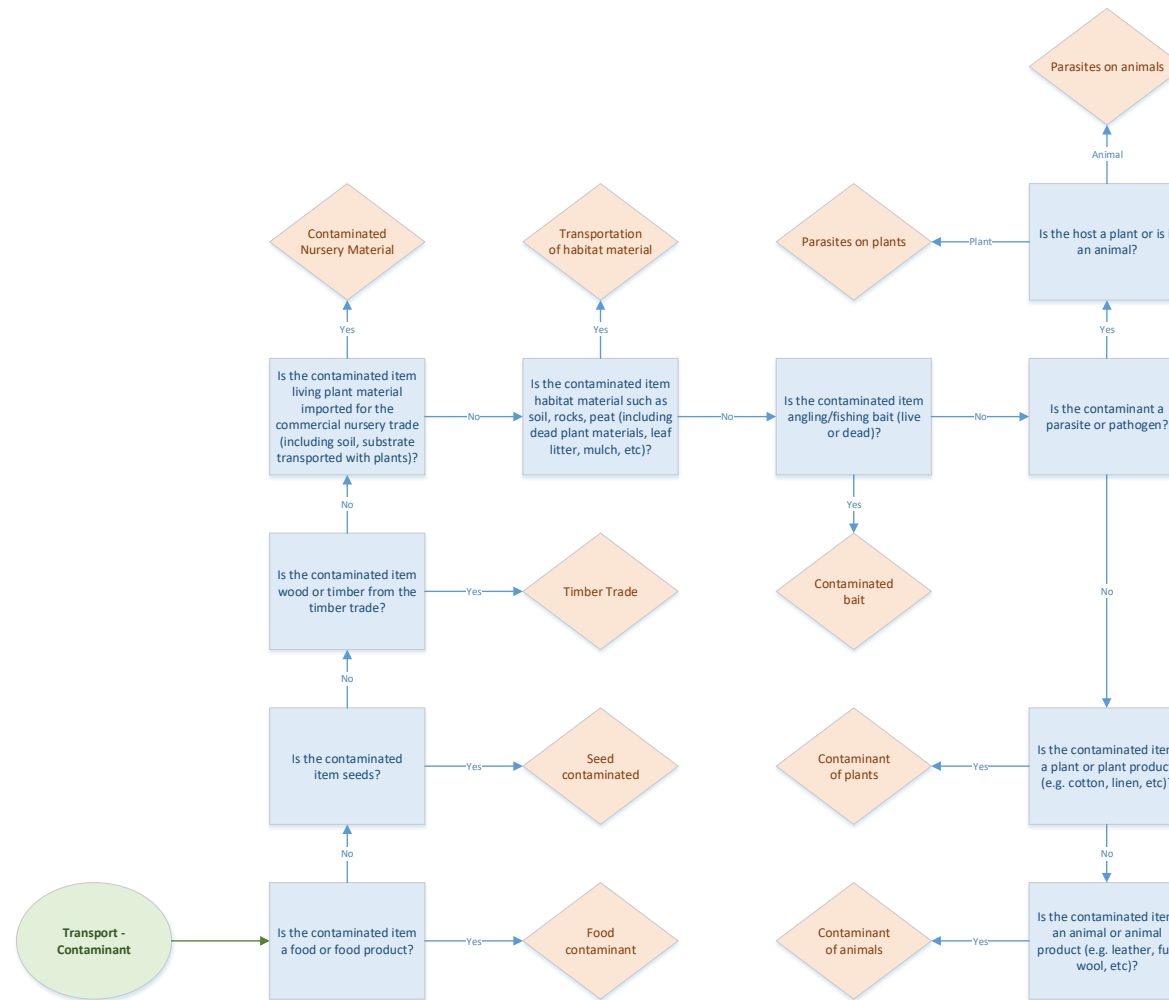 Parasites on animals
Animal
Contaminated
Nursery Material
Transportation
of habitat material
Parasites on plants
Plant
Is the host a plant or is
an animal?
Yes
Yes
Yes
Is the contaminated item
living plant material
imported for the
commercial nursery trade
(including soil, substrate
transported with plants)?
No
Is the contaminated item
habitat material such as
soil, rocks, peat (including
dead plant materials, leaf
litter, mulch, etc)?
No
Is the contaminated item
angling/fishing bait (live
or dead)?
No
Is the contaminant a
parasite or pathogen?
No
Yes
Is the contaminated item
wood or timber from the
timber trade?
Yes
Timber Trade
Contaminated
bait
No
No
Is the contaminated
item seeds?
Yes
Seed
contaminated
Contaminant
of plants
Yes
Is the contaminated item
a plant or plant product
(e.g. cotton, linen, etc)?
No
No
Transport -
Contaminant
Is the contaminated item
a food or food product?
Yes
Food
contaminant
Contaminant
of animals
Yes
Is the contaminated item
an animal or animal
product (e.g. leather, fu
wool, etc)?